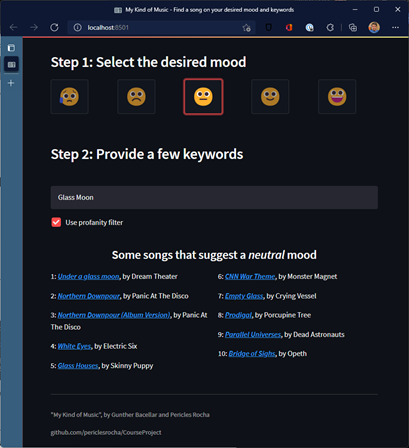 My Kind of Music - Find a song on your desired mood and keywords
localhost:8501
Step 1: Select the desired mood
Step 2: Provide a few keywords
Glass Moon
Use profanity filter
Some songs that suggest a neutral mood
1: Under a glass moon, by Dream Theater
2: Northern Downpour, by Panic At The Disco
3: Northern Downpour (Album Version), by Panic At
The Disco
4: White Eyes, by Electric Six
5: Glass Houses, by Skinny Puppy
6: CNN War Theme, by Monster Magnet
7: Empty Glass, by Crying Vessel
8: Prodigal, by Porcupine Tree
9: Parallel Universes, by Dead Astronauts
10: Bridge of Sighs, by Opeth
"My Kind of Music", by Gunther Bacellar and Pericles Rocha
github.com/periclesrocha/CourseProject